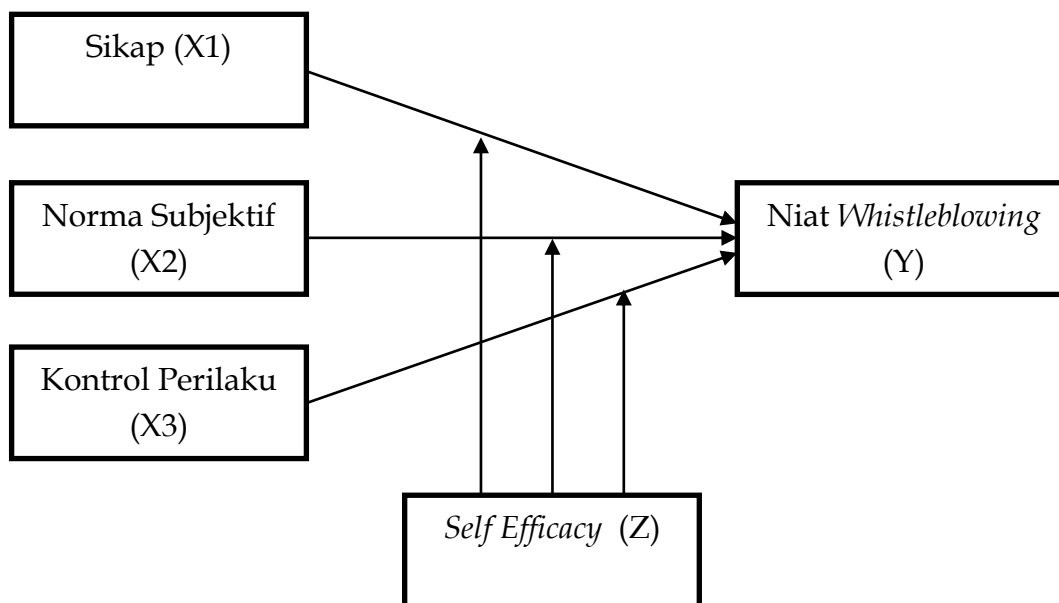 Sikap (X1)
Norma Subjektif
(X2)
Niat Whistleblowing
(Y)
Kontrol Perilaku
(X3)
Self Efficacy (Z)